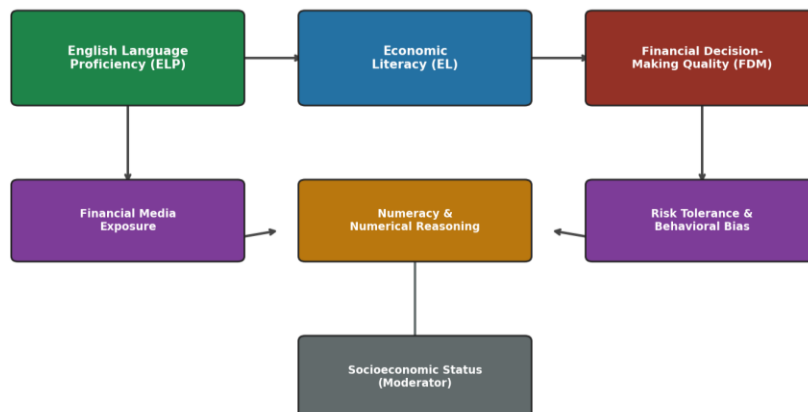 English Language
Proficiency (ELP)
Economic
Literacy (EL)
Financial Decision-
Making Quality (FDM)
Financial Media
Exposure
Numeracy &
Numerical Reasoning
Risk Tolerance &
Behavioral Bias
Socioeconomic Status
(Moderator)